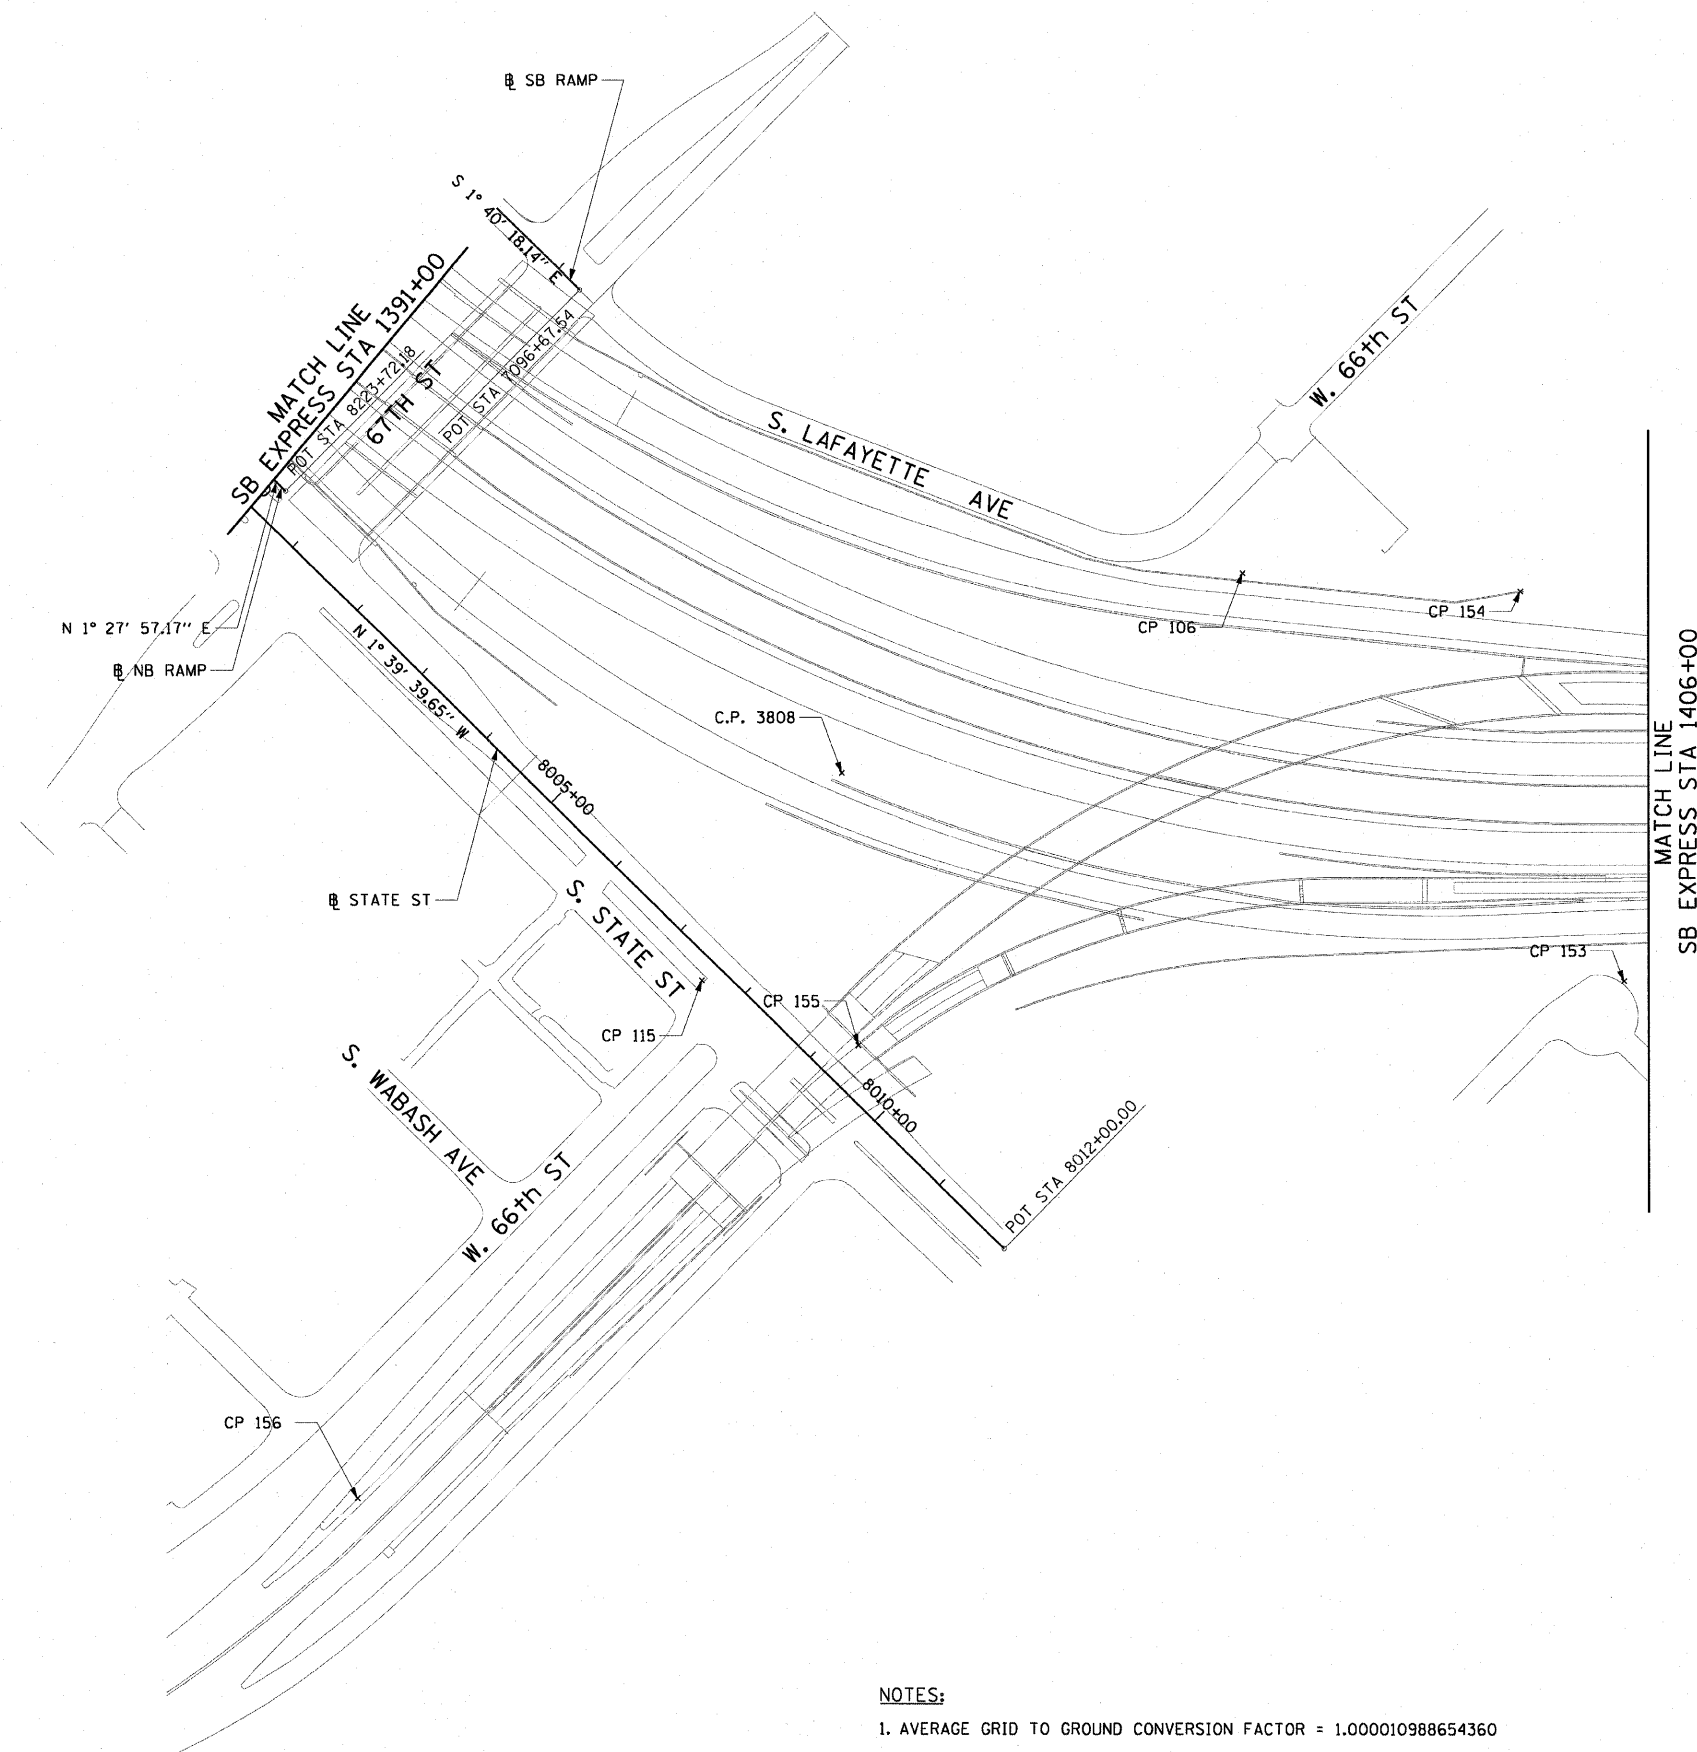 ℄ SB RAMP
S 1° 40' 18.14" E
MATCH LINE
SB EXPRESS STA 1391+00
POT STA 8223+72.18
67TH ST
POT STA 7096+67.54
S. LAFAYETTE AVE
W. 66th ST
N 1° 27' 57.17" E
℄ NB RAMP
N 1° 39' 39.65" W
CP 106
CP 154
C.P. 3808
8005+00
℄ STATE ST
S. STATE ST
MATCH LINE
SB EXPRESS STA 1406+00
CP 153
CP 155
CP 115
S. WABASH AVE
8010+00
POT STA 8012+00.00
W. 66th ST
CP 156
NOTES:
1. AVERAGE GRID TO GROUND CONVERSION FACTOR = 1.000010988654360